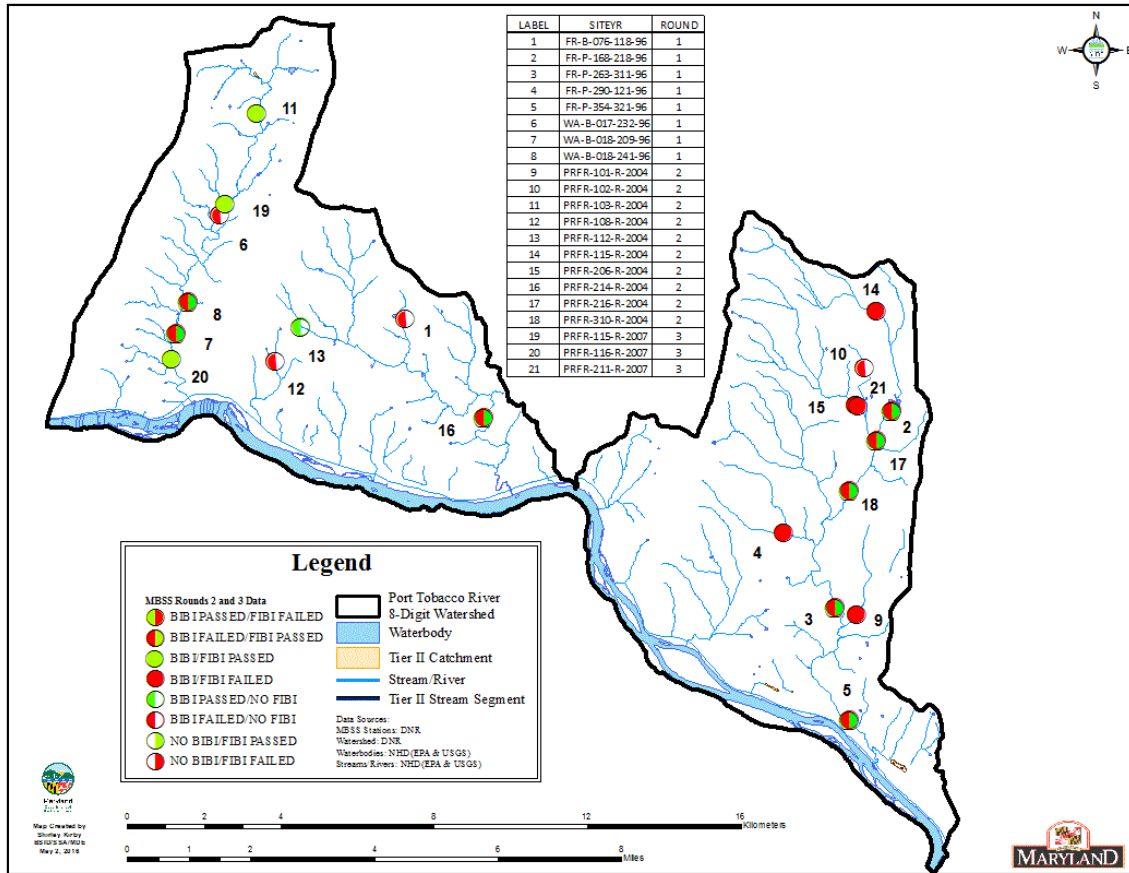 LABEL SITEYR ROUND
1 FR-B-076-118-96 1
2 FR-P-168-218-96 1
3 FR-P-263-311-96 1
4 FR-P-290-121-96 1
5 FR-P-354-321-96 1
6 WA-B-017-232-96 1
7 WA-B-018-209-96 1
8 WA-B-018-241-96 1
9 PRFR-101-R-2004 2
10 PRFR-102-R-2004 2
11 PRFR-103-R-2004 2
12 PRFR-108-R-2004 2
13 PRFR-112-R-2004 2
14 PRFR-115-R-2004 2
15 PRFR-206-R-2004 2
16 PRFR-214-R-2004 2
17 PRFR-216-R-2004 2
18 PRFR-310-R-2004 2
19 PRFR-115-R-2007 3
20 PRFR-116-R-2007 3
21 PRFR-211-R-2007 3
N
W E
S
11
19
6
8
7
20
13
12
1
16
14
10
21
15
2
17
18
4
3
9
5
Legend
MBSS Rounds 2 and 3 Data
BIBI PASSED/FIBI FAILED
BIBI FAILED/FIBI PASSED
BIBI/FIBI PASSED
BIBI/FIBI FAILED
BIBI PASSED/NO FIBI
BIBI FAILED/NO FIBI
NO BIBI/FIBI PASSED
NO BIBI/FIBI FAILED
Port Tobacco River
8-Digit Watershed
Waterbody
Tier II Catchment
Stream/River
Tier II Stream Segment
Data Sources:
MBSS Stations: DNR
Watershed: DNR
Waterbodies: NHD(EPA & USGS)
Streams/Rivers: NHD(EPA & USGS)
Map Created by
Shirley Kirby
BSID/SSA/MDE
May 2, 2016
0 2 4 8 12 16
Kilometers
0 1 2 4 6 8
Miles
MARYLAND